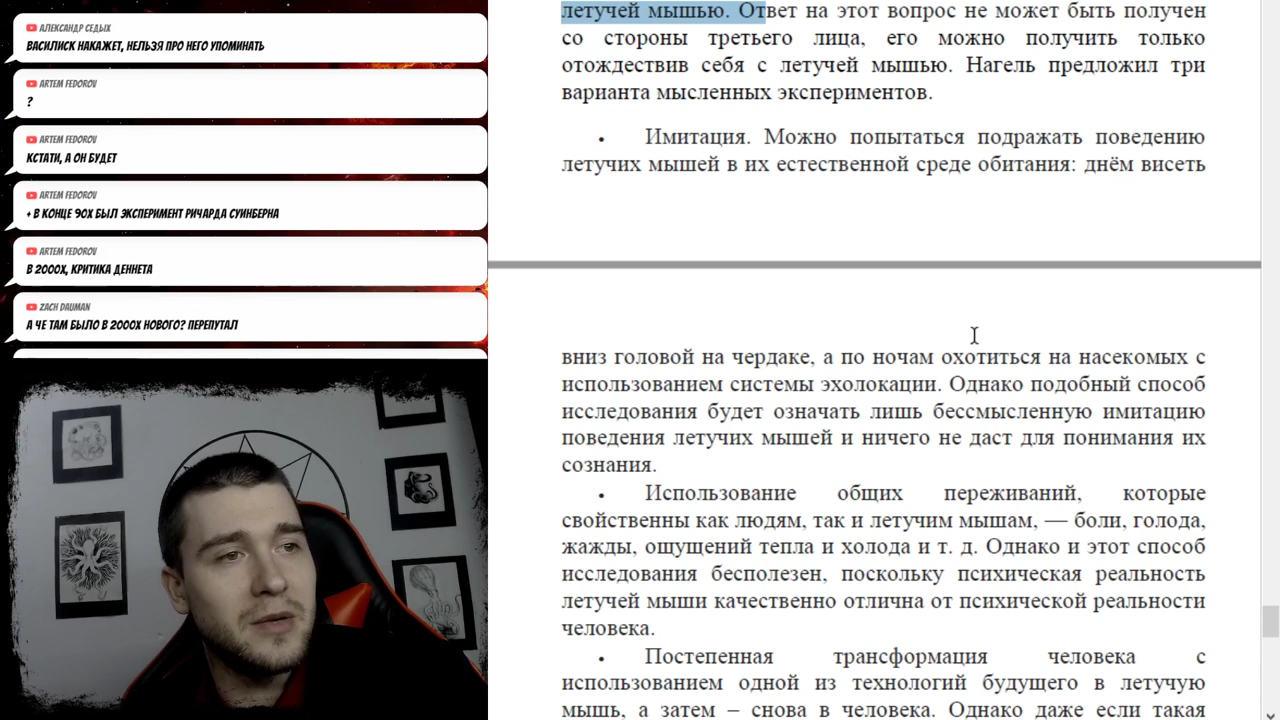 АЛЕКСАНДР СЕДЫХ
ВАСИЛИСК НАКАЖЕТ, НЕЛЬЗЯ ПРО НЕГО УПОМИНАТЬ
ARTEM FEDOROV
?
ARTEM FEDOROV
КСТАТИ, А ОН БУДЕТ
ARTEM FEDOROV
+ В КОНЦЕ 90Х БЫЛ ЭКСПЕРИМЕНТ РИЧАРДА СУИНБЕРНА
ARTEM FEDOROV
В 2000Х, КРИТИКА ДЕННЕТА
ZACH DAUMAN
А ЧЕ ТАМ БЫЛО В 2000Х НОВОГО? ПЕРЕПУТАЛ
летучей мышью. Ответ на этот вопрос не может быть получен
со стороны третьего лица, его можно получить только
отождествив себя с летучей мышью. Нагель предложил три
варианта мысленных экспериментов.
• Имитация. Можно попытаться подражать поведению
летучих мышей в их естественной среде обитания: днём висеть
вниз головой на чердаке, а по ночам охотиться на насекомых с
использованием системы эхолокации. Однако подобный способ
исследования будет означать лишь бессмысленную имитацию
поведения летучих мышей и ничего не даст для понимания их
сознания.
• Использование общих переживаний, которые
свойственны как людям, так и летучим мышам, — боли, голода,
жажды, ощущений тепла и холода и т. д. Однако и этот способ
исследования бесполезен, поскольку психическая реальность
летучей мыши качественно отлична от психической реальности
человека.
• Постепенная трансформация человека с
использованием одной из технологий будущего в летучую
мышь, а затем – снова в человека. Однако даже если такая